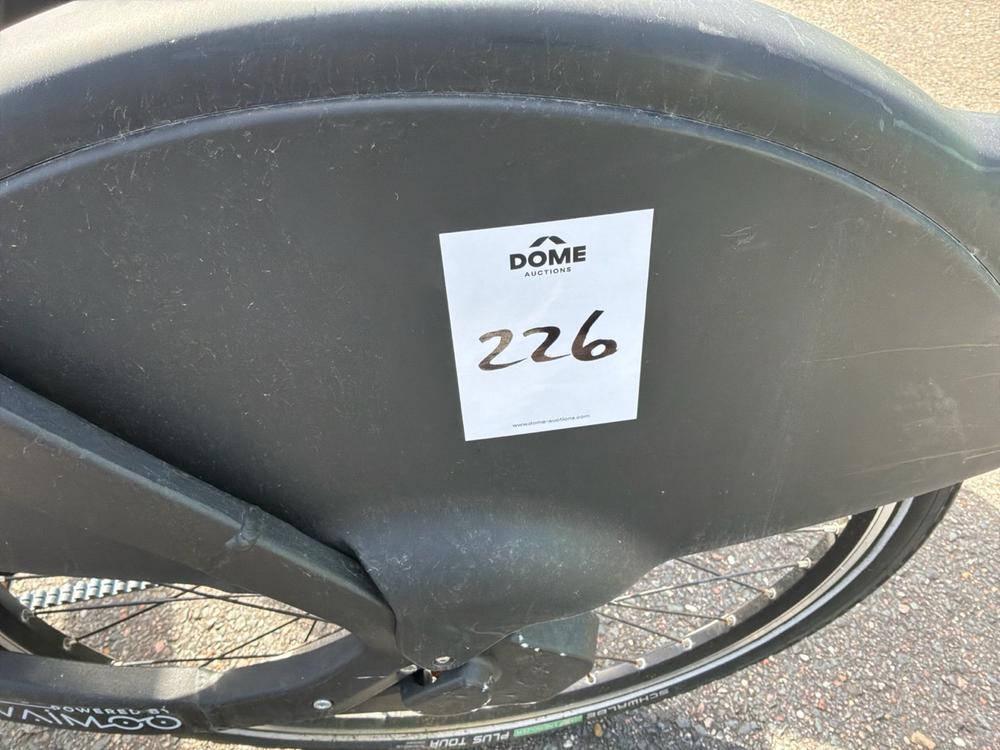 DOME
AUCTIONS
226
www.dome-auctions.com
POWERED BY
SCHWALBE
PLUS TOUR